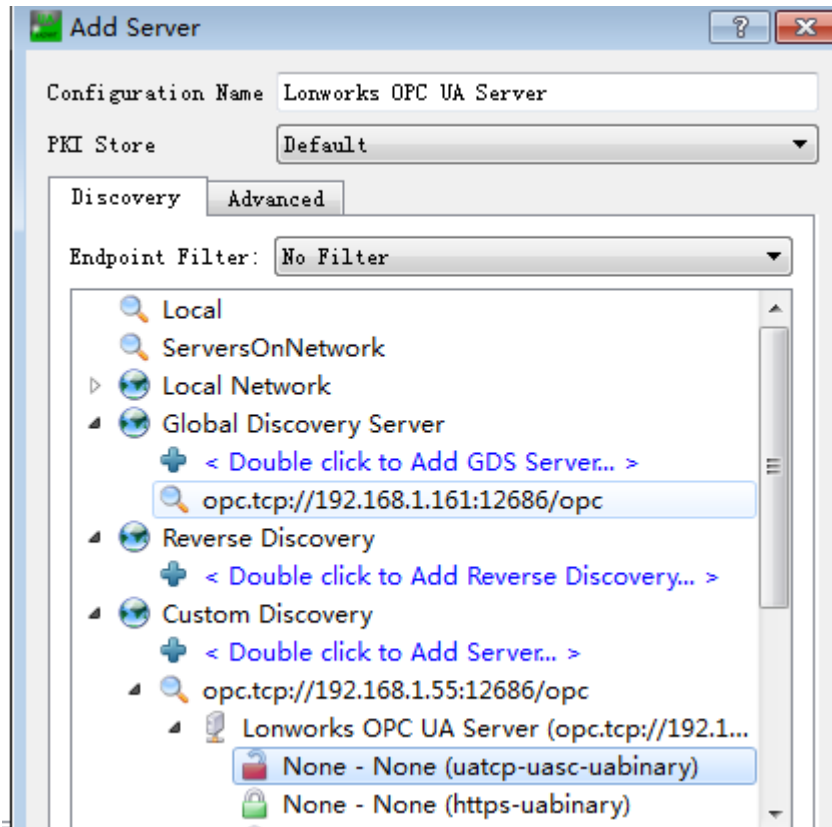 Add Server
Configuration Name Lonworks OPC UA Server
PKI Store Default
Discovery Advanced
Endpoint Filter: No Filter
Local
ServersOnNetwork
Local Network
Global Discovery Server
< Double click to Add GDS Server... >
opc.tcp://192.168.1.161:12686/opc
Reverse Discovery
< Double click to Add Reverse Discovery... >
Custom Discovery
< Double click to Add Server... >
opc.tcp://192.168.1.55:12686/opc
Lonworks OPC UA Server (opc.tcp://192.1...
None - None (uatcp-uasc-uabinary)
None - None (https-uabinary)